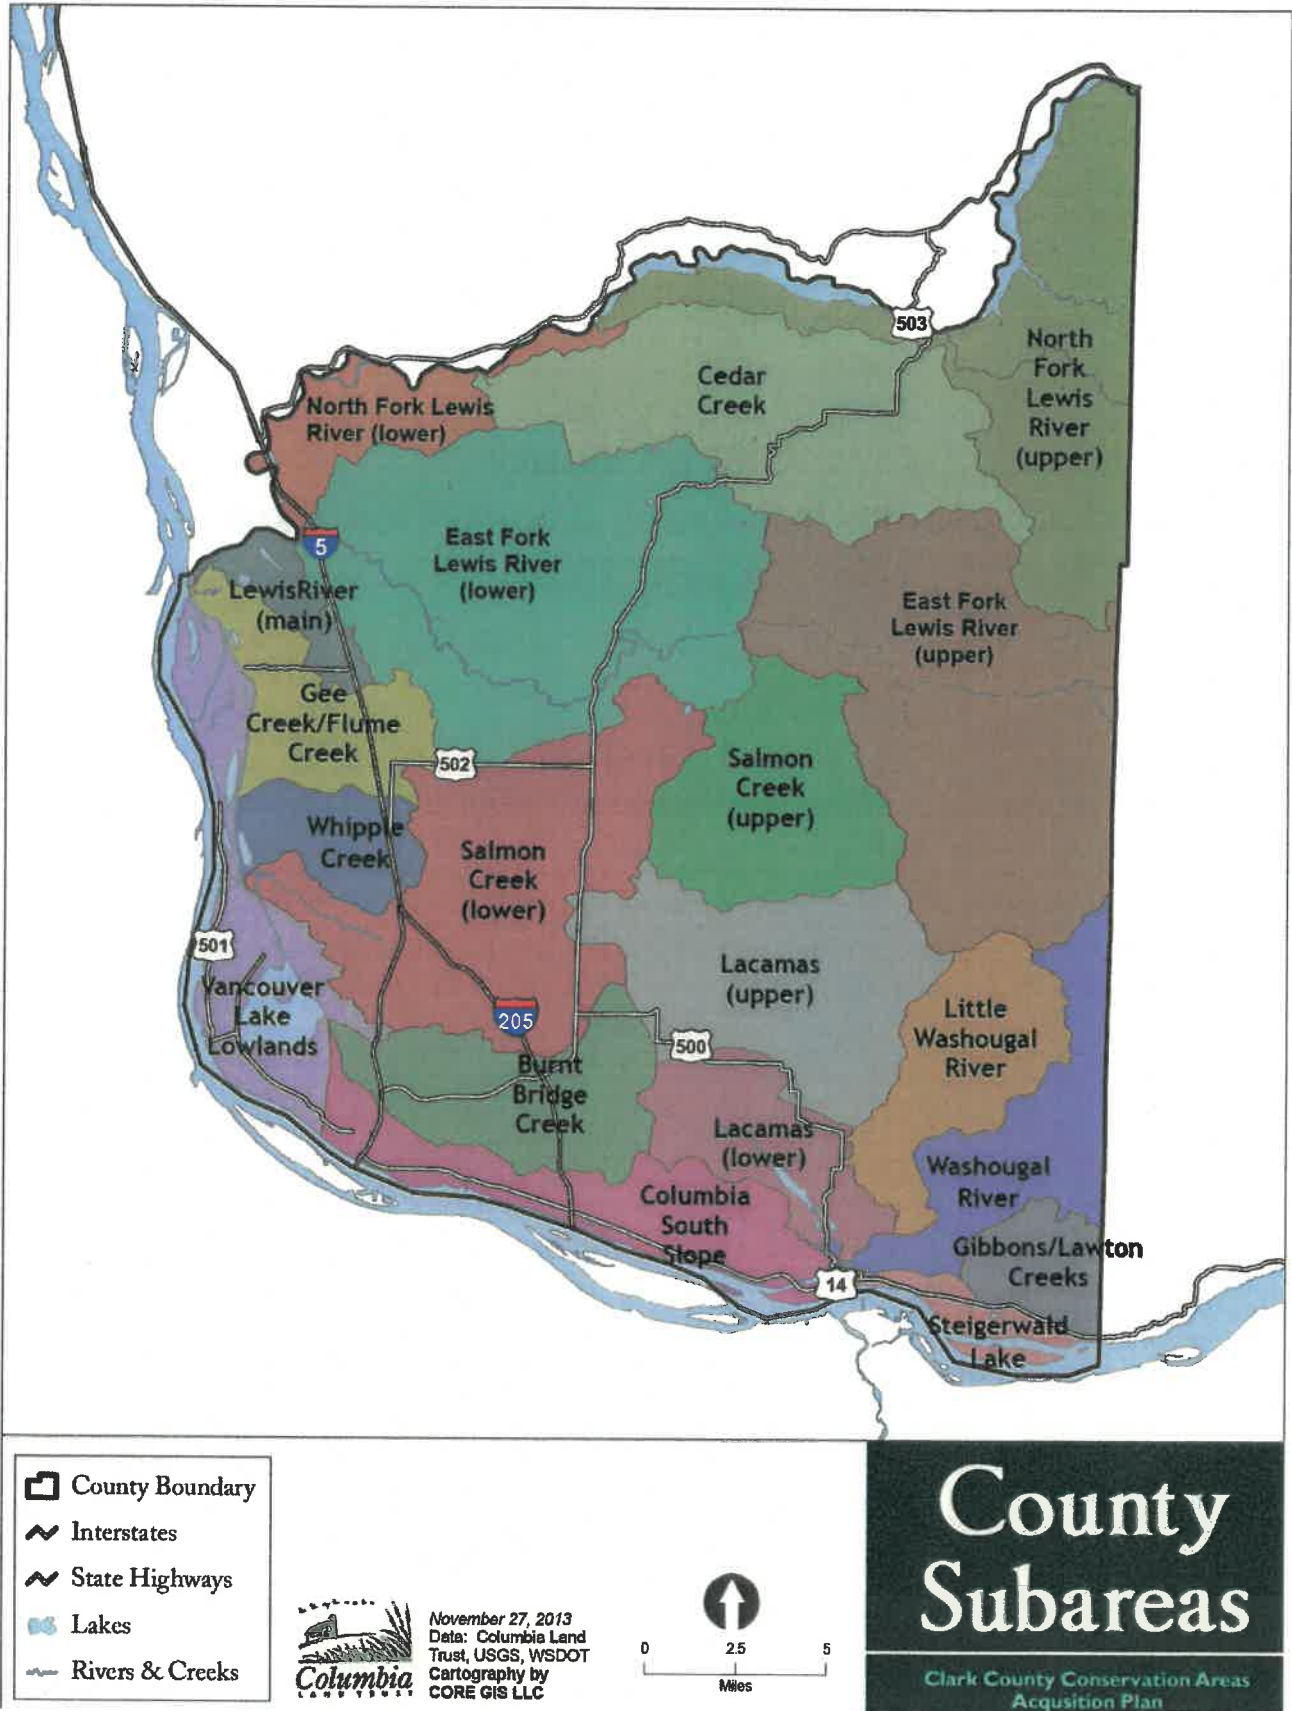 503
North
Fork
Lewis
River
(upper)
Cedar
Creek
North Fork Lewis
River (lower)
5
East Fork
Lewis River
(lower)
LewisRiver
(main)
East Fork
Lewis River
(upper)
Gee
Creek/Flume
Creek
502
Salmon
Creek
(upper)
Whipple
Creek
Salmon
Creek
(lower)
501
Vancouver
Lake
Lowlands
Lacamas
(upper)
205
Little
Washougal
River
500
Burnt
Bridge
Creek
Lacamas
(lower)
Washougal
River
Columbia
South
Slope
Gibbons/Lawton
Creeks
14
Steigerwald
Lake
County Boundary
Interstates
State Highways
Lakes
Rivers & Creeks
Columbia
LAND TRUST
November 27, 2013
Data: Columbia Land
Trust, USGS, WSDOT
Cartography by
CORE GIS LLC
0 2.5 5
Miles
County
Subareas
Clark County Conservation Areas
Acqusition Plan